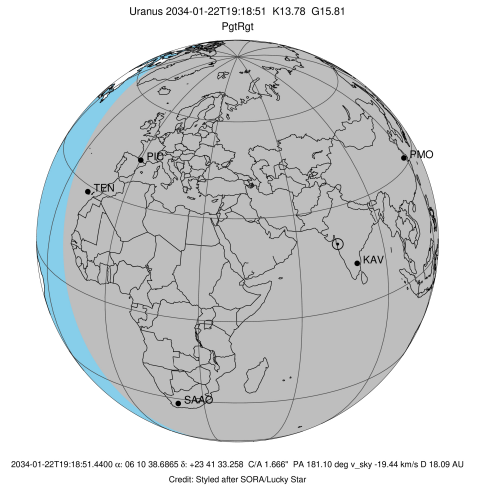 Uranus 2034-01-22T19:18:51 K13.78 G15.81
PgtRgt
PMO
PIC
TEN
KAV
SAAO
2034-01-22T19:18:51.4400 α: 06 10 38.6865 δ: +23 41 33.258 C/A 1.666" PA 181.10 deg v_sky -19.44 km/s D 18.09 AU
Credit: Styled after SORA/Lucky Star